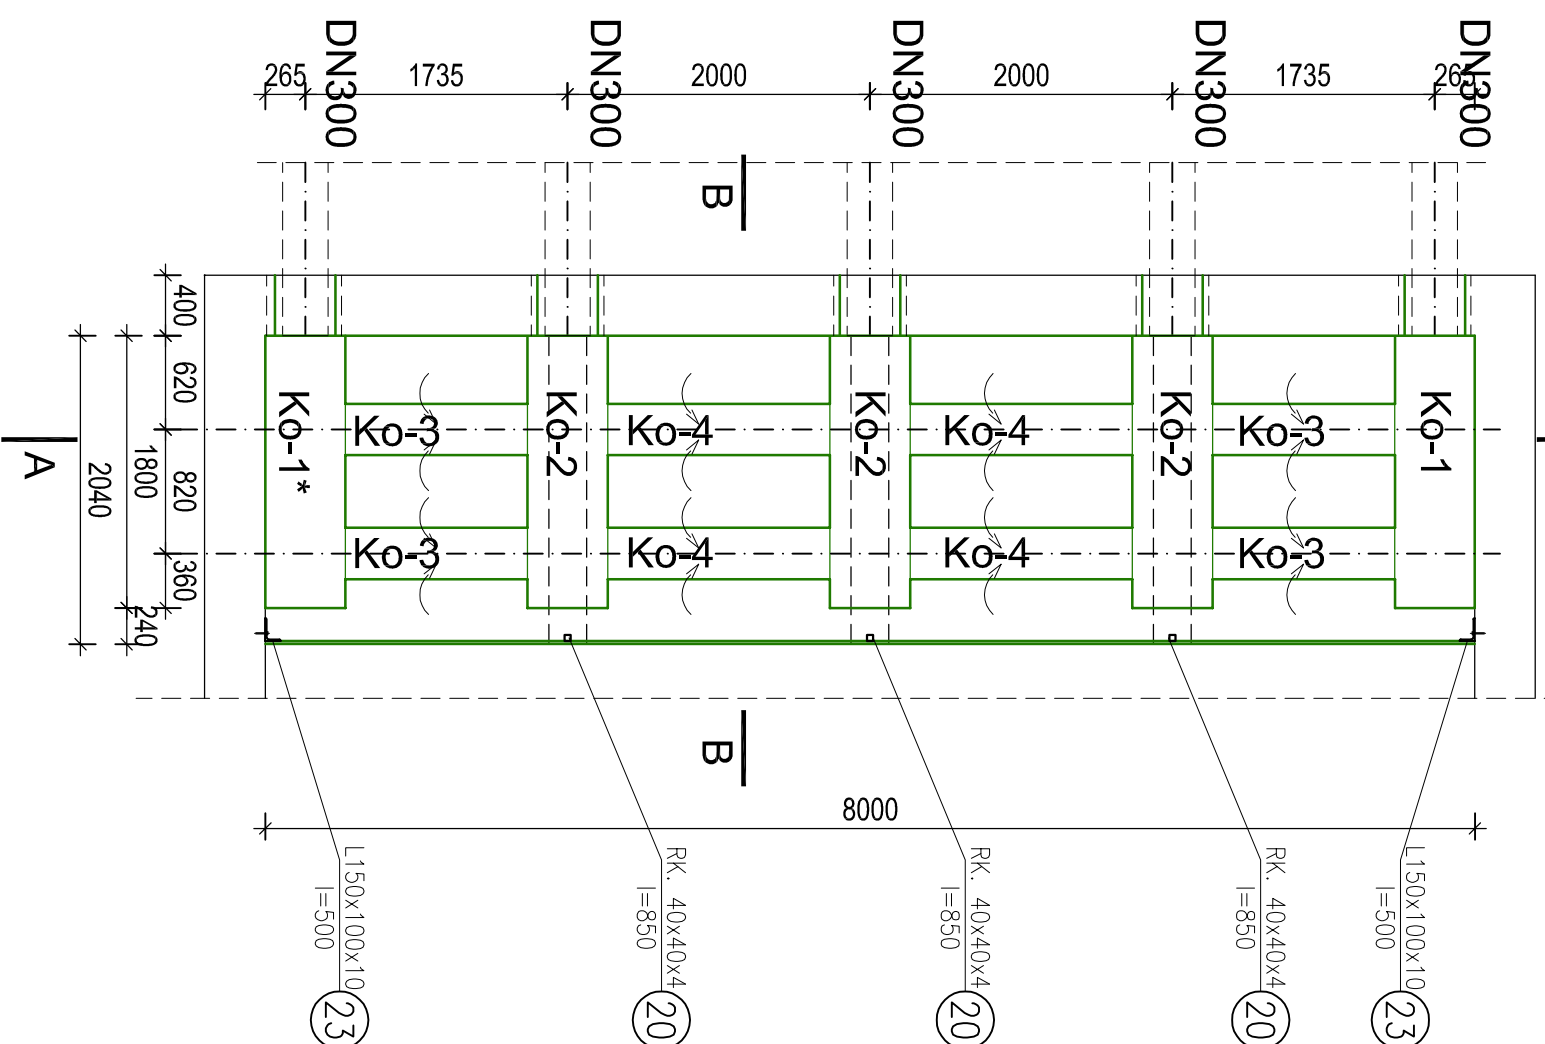 DN300
DN300
DN300
DN300
DN300
265
1735
2000
2000
1735
265
B
400
620
820
360
1800
240
2040
A
Ko-1*
Ko-2
Ko-2
Ko-2
Ko-1
Ko-3
Ko-4
Ko-4
Ko-3
Ko-3
Ko-4
Ko-4
Ko-3
B
8000
L150x100x10
l=500
23
RK. 40x40x4
l=850
20
RK. 40x40x4
l=850
20
RK. 40x40x4
l=850
20
L150x100x10
l=500
23